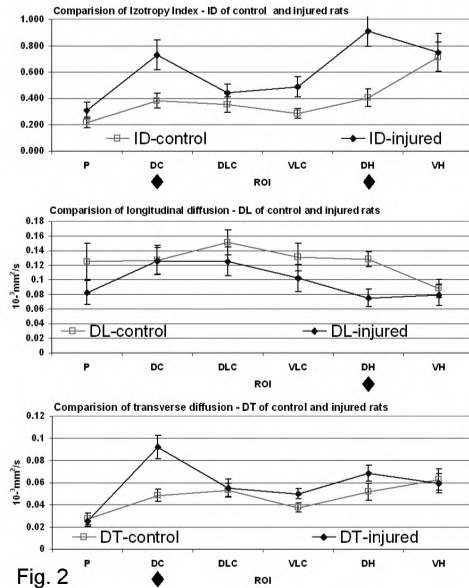 Comparision of Izotropy Index - ID of control and injured rats
1.000
0.800
0.600
0.400
0.200
0.000
ID-control
ID-injured
P DC DLC VLC DH VH
ROI
Comparision of longitudinal diffusion - DL of control and injured rats
10-³mm²/s
0.18
0.16
0.14
0.12
0.1
0.08
0.06
0.04
0.02
0
DL-control
DL-injured
P DC DLC VLC DH VH
ROI
Comparision of transverse diffusion - DT of control and injured rats
10-³mm²/s
0.12
0.1
0.08
0.06
0.04
0.02
0
DT-control
DT-injured
P DC DLC VLC DH VH
ROI
Fig. 2